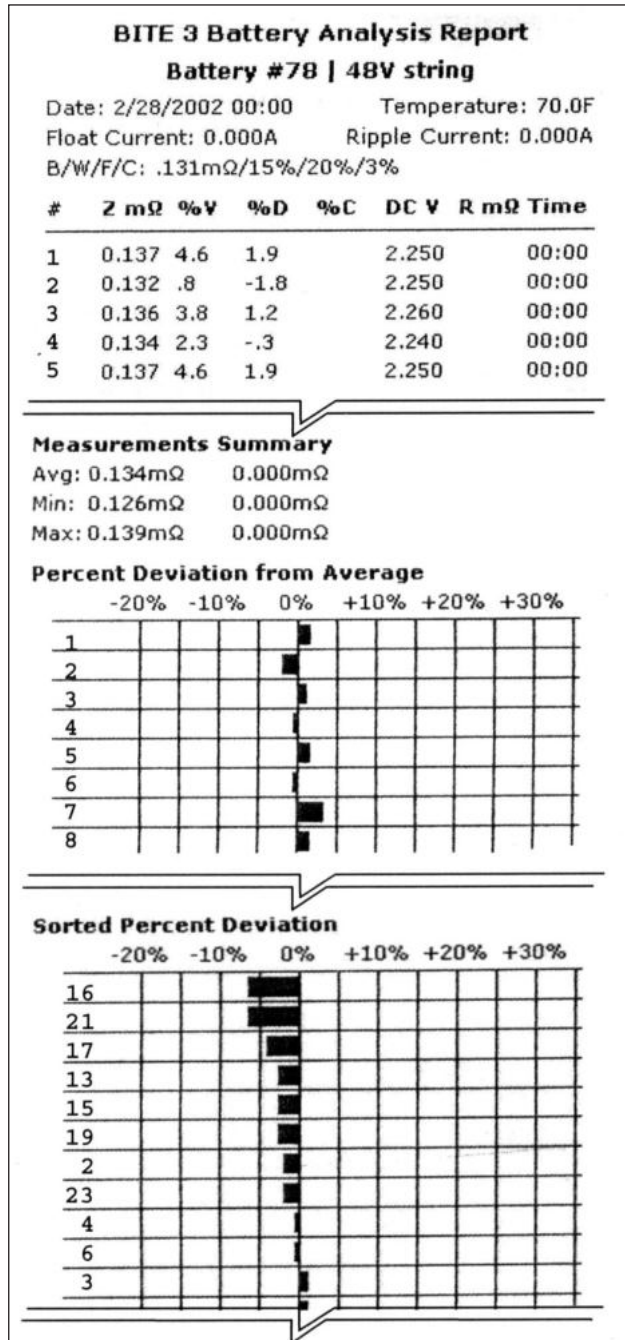 BITE 3 Battery Analysis Report
Battery #78 | 48V string
Date: 2/28/2002 00:00 Temperature: 70.0F
Float Current: 0.000A Ripple Current: 0.000A
B/W/F/C: .131mΩ/15%/20%/3%
# Z mΩ %V %D %C DC V R mΩ Time
1 0.137 4.6 1.9 2.250 00:00
2 0.132 .8 -1.8 2.250 00:00
3 0.136 3.8 1.2 2.260 00:00
4 0.134 2.3 -.3 2.240 00:00
5 0.137 4.6 1.9 2.250 00:00
Measurements Summary
Avg: 0.134mΩ 0.000mΩ
Min: 0.126mΩ 0.000mΩ
Max: 0.139mΩ 0.000mΩ
Percent Deviation from Average
-20% -10% 0% +10% +20% +30%
1
2
3
4
5
6
7
8
Sorted Percent Deviation
-20% -10% 0% +10% +20% +30%
16
21
17
13
15
19
2
23
4
6
3